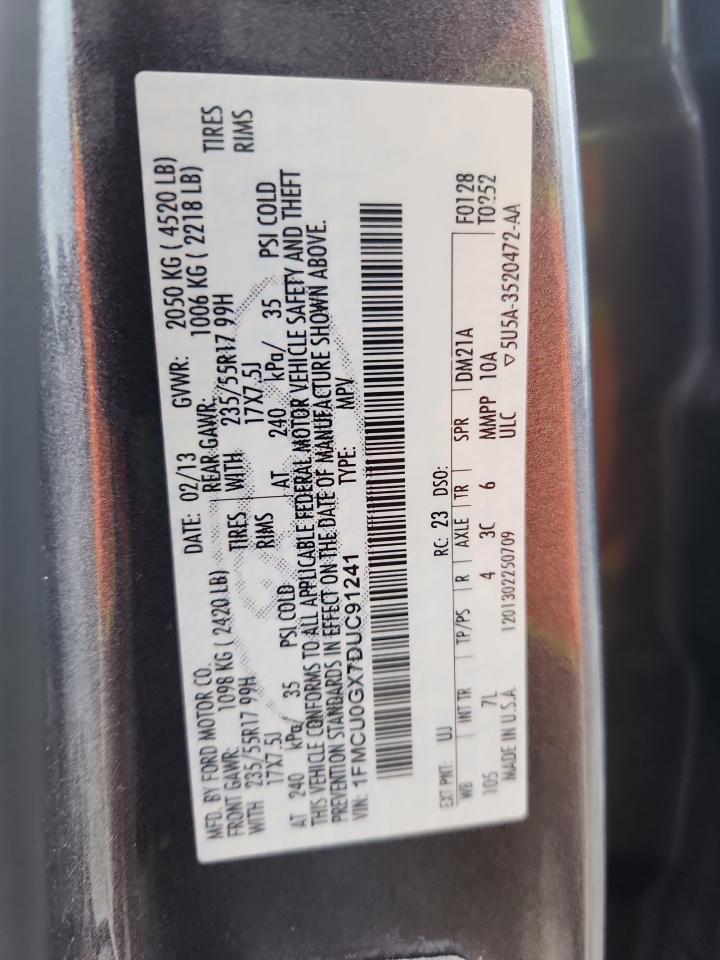 MFD. BY FORD MOTOR CO. DATE: 02/13 GVWR: 2050 KG ( 4520 LB)
FRONT GAWR: 1098 KG ( 2420 LB) REAR GAWR: 1006 KG ( 2218 LB)
WITH 235/55R17 99H TIRES WITH 235/55R17 99H TIRES
17X7.5J RIMS 17X7.5J RIMS
AT 240 kPa/ 35 PSI COLD AT 240 kPa/ 35 PSI COLD
THIS VEHICLE CONFORMS TO ALL APPLICABLE FEDERAL MOTOR VEHICLE SAFETY AND THEFT
PREVENTION STANDARDS IN EFFECT ON THE DATE OF MANUFACTURE SHOWN ABOVE.
VIN: 1FMCU0GX7DUC91241 TYPE: MPV
EXT PNT: UJ RC: 23 DSO: F0128
WB INT TR TP/PS R AXLE TR SPR DM21A T0252
105 7L 4 3C 6 MMPP 10A
MADE IN U.S.A. 1201302250709 ULC ▽5U5A-3520472-AA